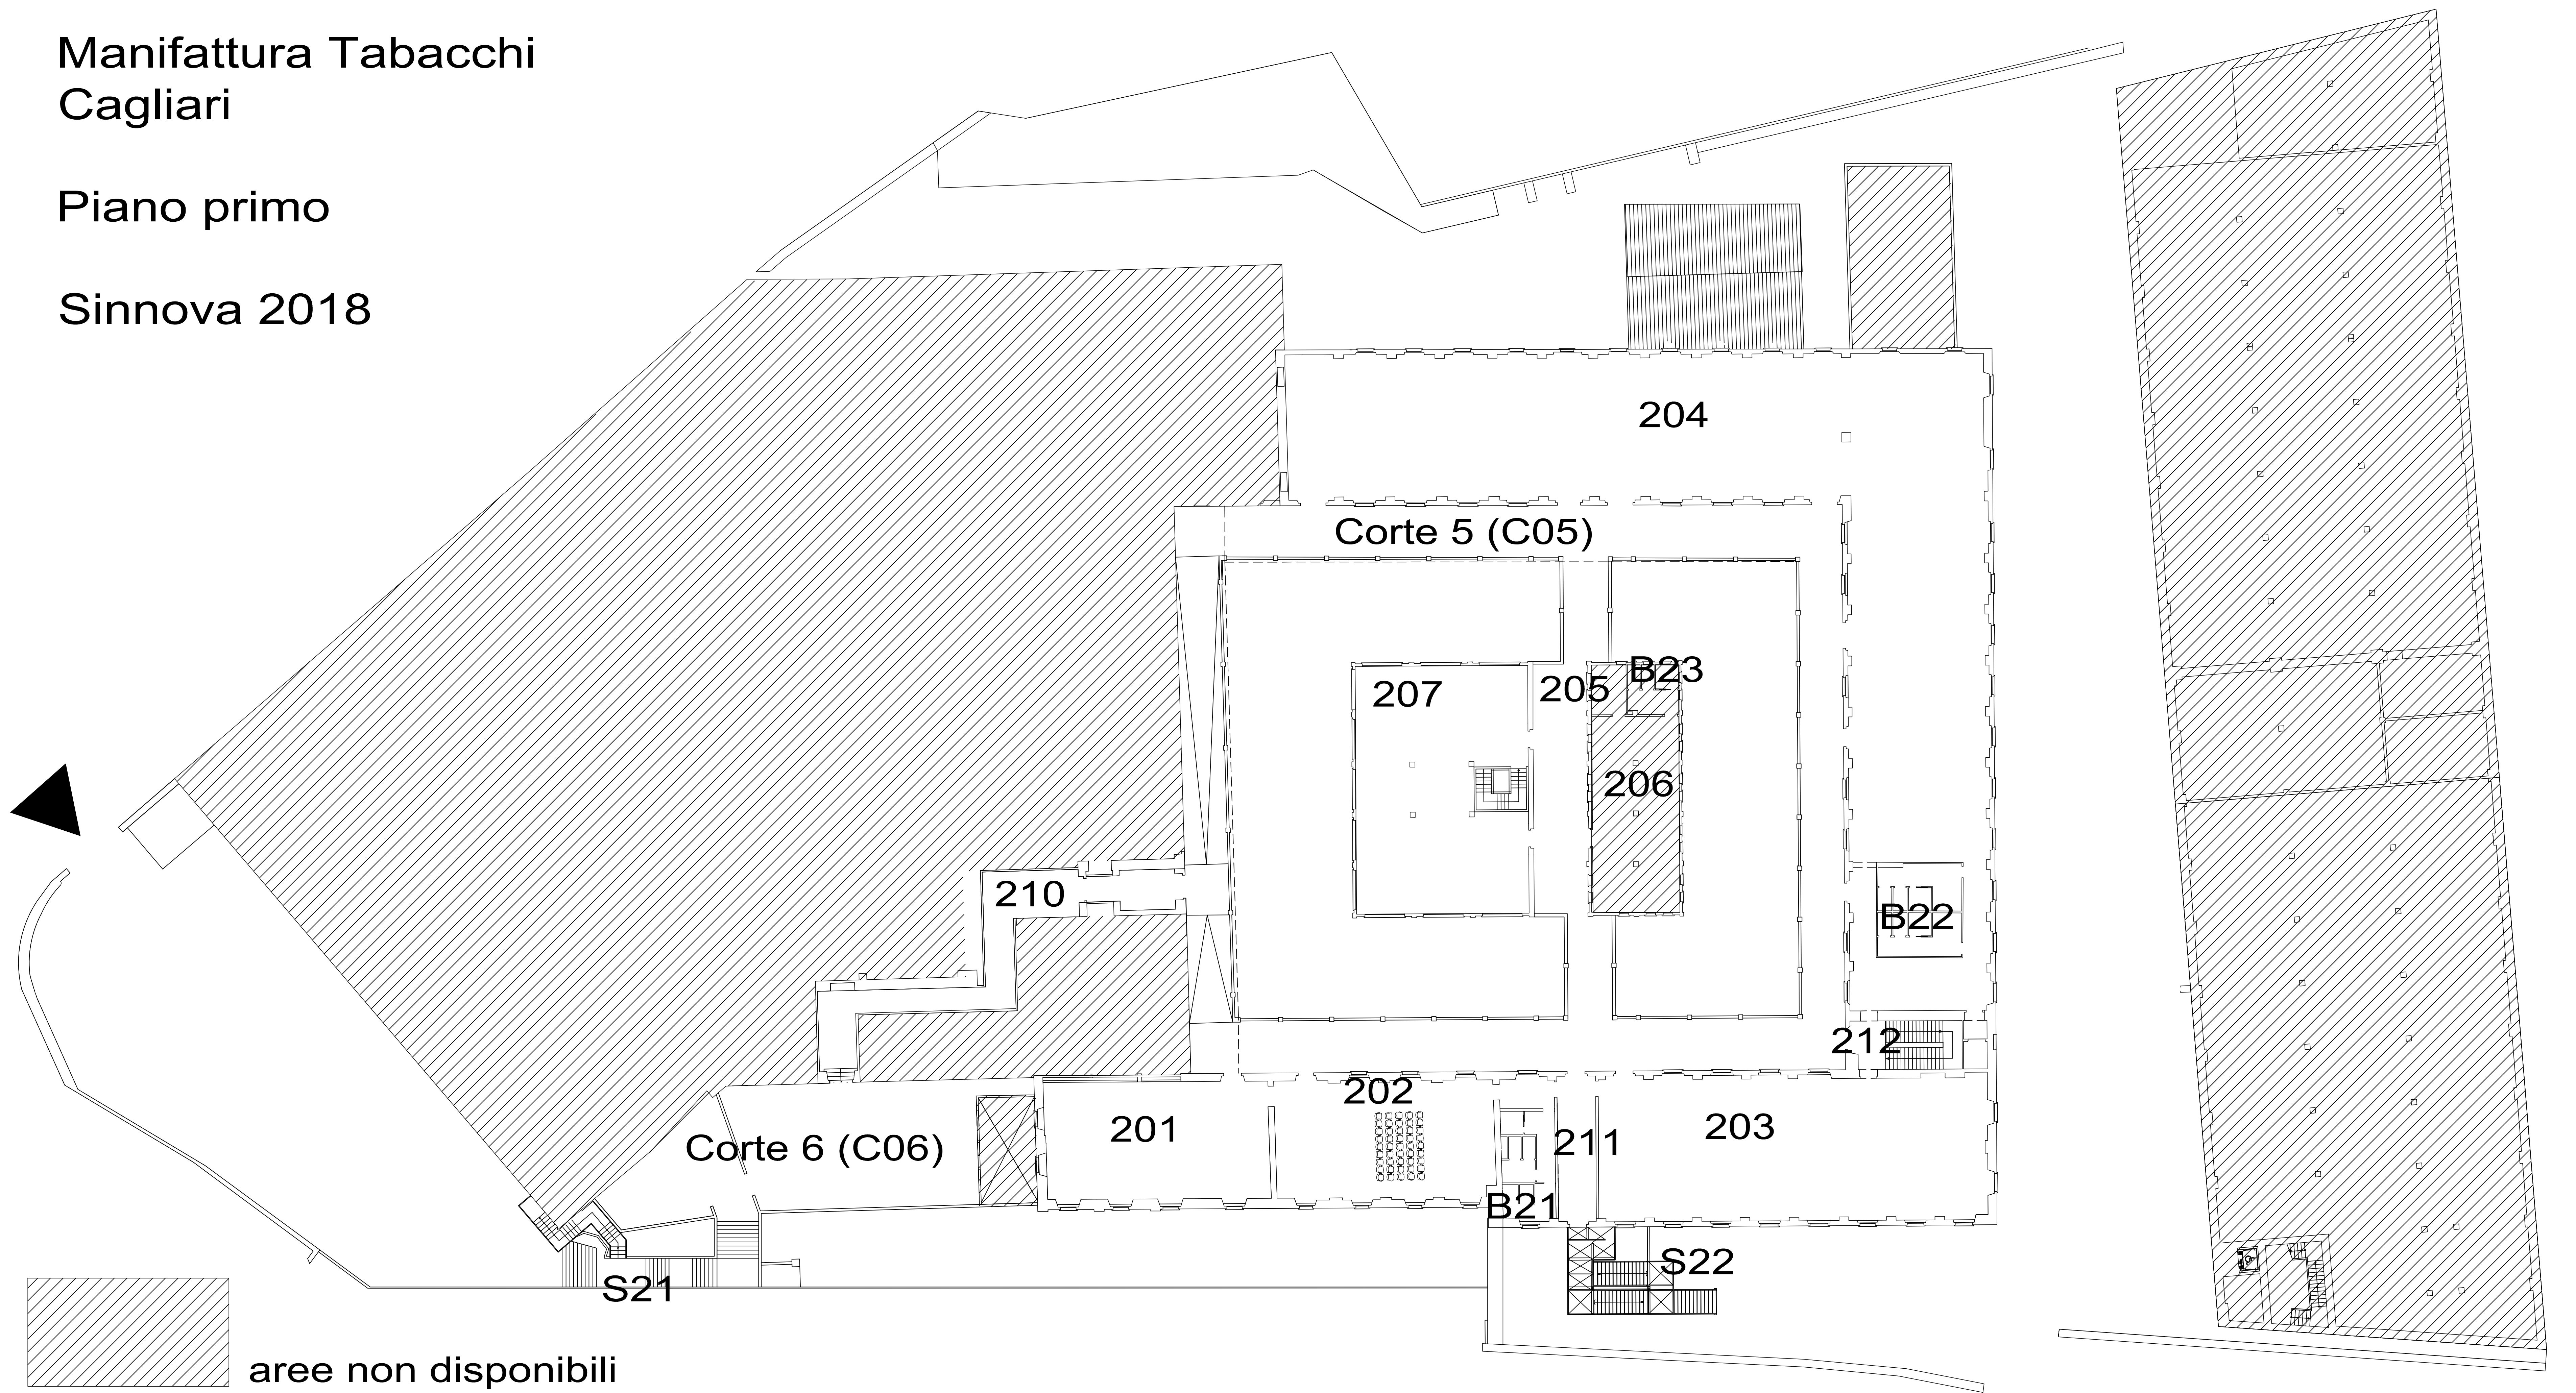 Manifattura Tabacchi
Cagliari
Piano primo
Sinnova 2018
204
Corte 5 (C05)
B23
207
205
206
210
B22
212
202
201
203
211
Corte 6 (C06)
B21
S22
S21
aree non disponibili